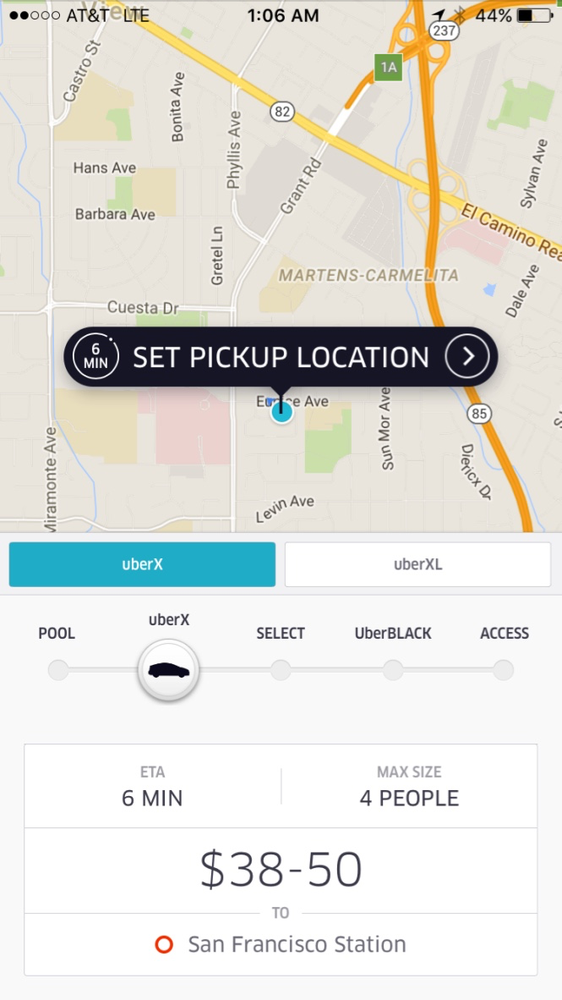 View
●●○○○ AT&T LTE 1:06 AM 44%
237
1A
Castro St
Bonita Ave
82
Phyllis Ave
Hans Ave
Sylvan Ave
Grant Rd
Barbara Ave
El Camino Rea
Gretel Ln
MARTENS-CARMELITA
Dale Ave
Cuesta Dr
6 MIN
SET PICKUP LOCATION
Eunice Ave
85
Sun Mor Ave
Miramonte Ave
Diericx Dr
Levin Ave
uberX uberXL
POOL uberX SELECT UberBLACK ACCESS
ETA MAX SIZE
6 MIN 4 PEOPLE
$38-50
TO
San Francisco Station